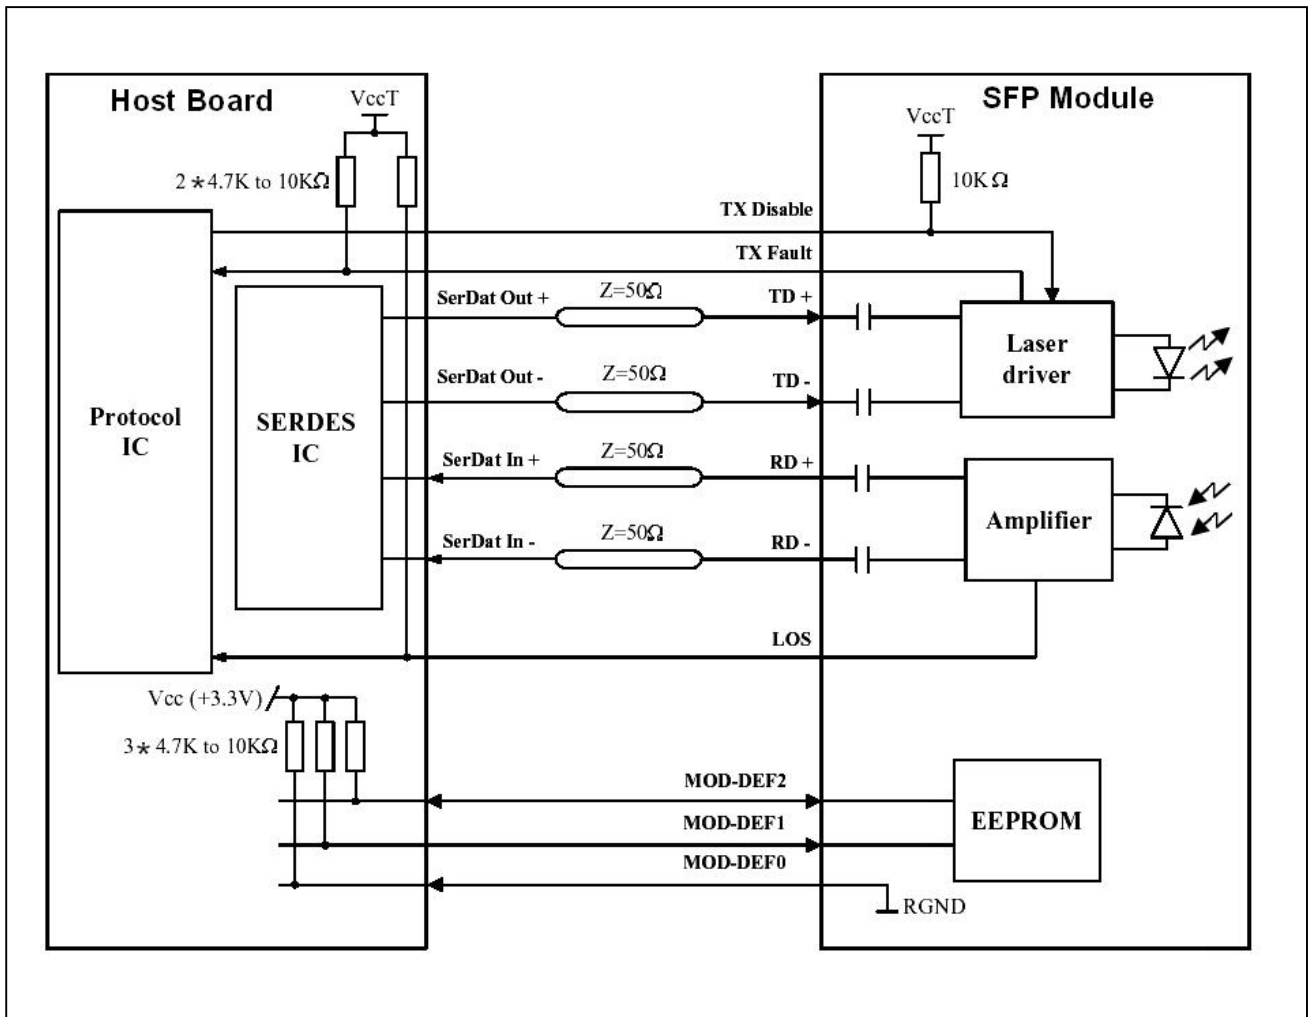 Host Board
SFP Module
VccT
VccT
2*4.7K to 10KΩ
10KΩ
TX Disable
TX Fault
SerDat Out +
Z=50Ω
TD +
Laser
driver
SerDat Out -
Z=50Ω
TD -
Protocol
IC
SERDES
IC
SerDat In +
Z=50Ω
RD +
Amplifier
SerDat In -
Z=50Ω
RD -
LOS
Vcc (+3.3V)
3* 4.7K to 10KΩ
MOD-DEF2
MOD-DEF1
EEPROM
MOD-DEF0
RGND